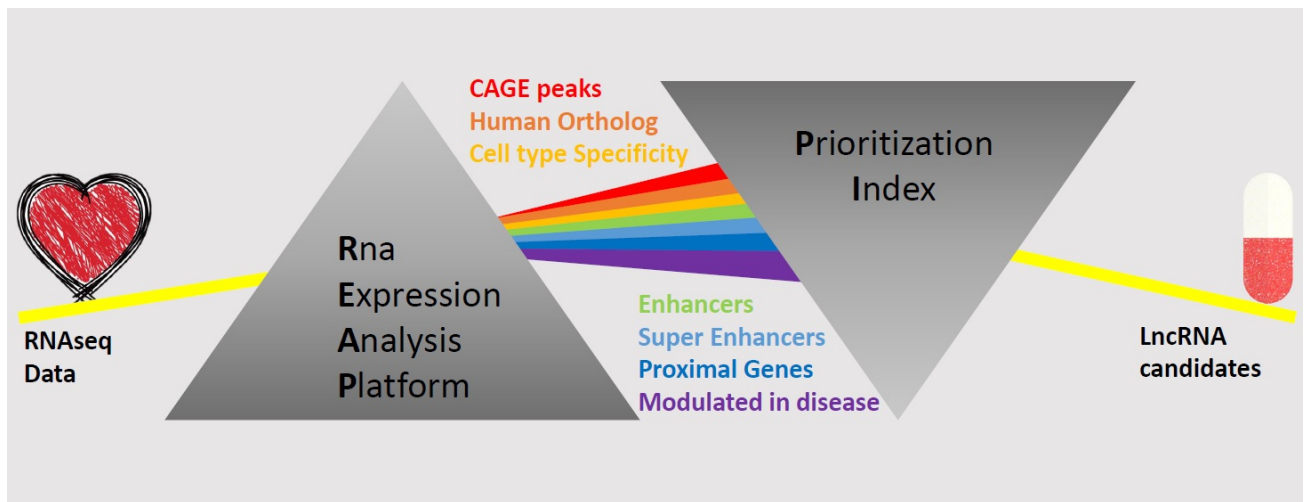 RNAseq
Data
Rna
Expression
Analysis
Platform
CAGE peaks
Human Ortholog
Cell type Specificity
Enhancers
Super Enhancers
Proximal Genes
Modulated in disease
Prioritization
Index
LncRNA
candidates